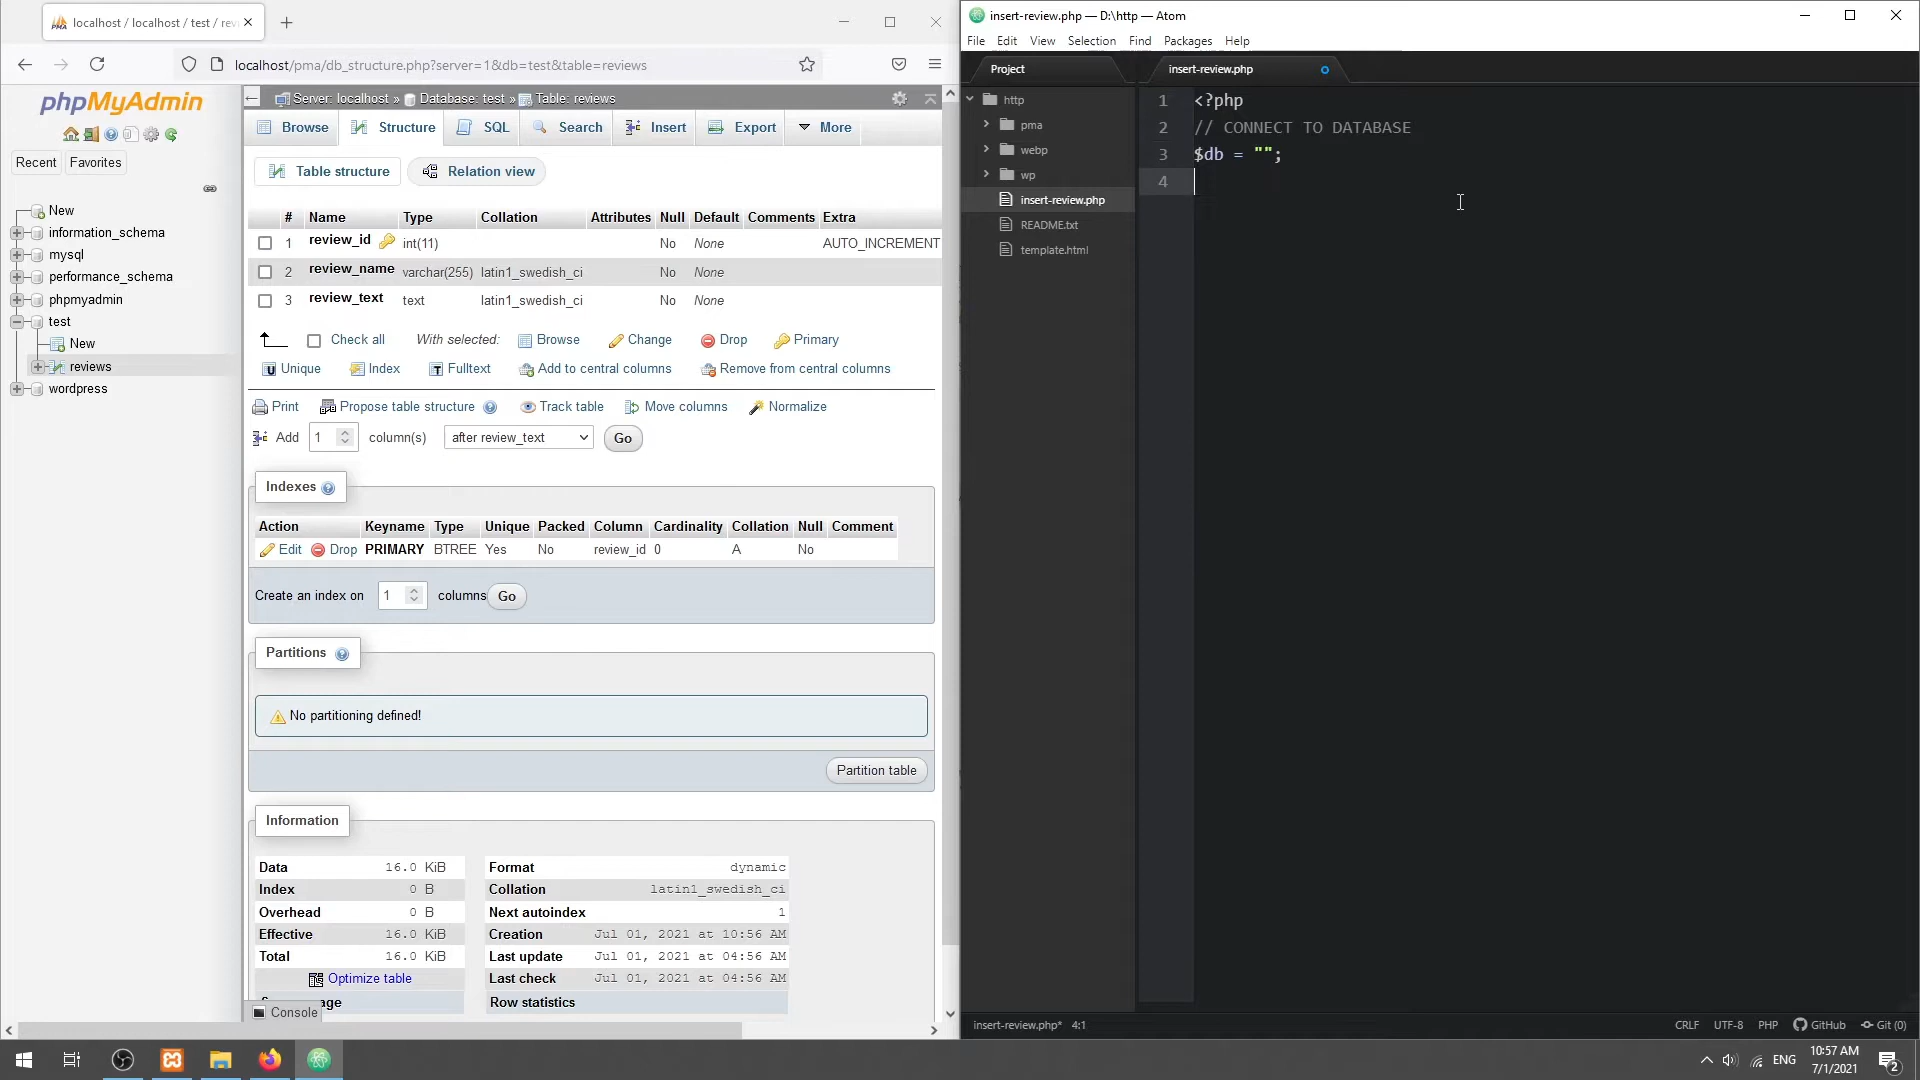 localhost / localhost / test / rev
localhost/pma/db_structure.php?server=1&db=test&table=reviews
phpMyAdmin
Recent Favorites
New
information_schema
mysql
performance_schema
phpmyadmin
test
New
reviews
wordpress
Server: localhost » Database: test » Table: reviews
Browse Structure SQL Search Insert Export More
Table structure Relation view
# Name Type Collation Attributes Null Default Comments Extra
1 review_id int(11) No None AUTO_INCREMENT
2 review_name varchar(255) latin1_swedish_ci No None
3 review_text text latin1_swedish_ci No None
Check all With selected: Browse Change Drop Primary
Unique Index Fulltext Add to central columns Remove from central columns
Print Propose table structure Track table Move columns Normalize
Add 1 column(s) after review_text Go
Indexes
Action Keyname Type Unique Packed Column Cardinality Collation Null Comment
Edit Drop PRIMARY BTREE Yes No review_id 0 A No
Create an index on 1 columns Go
Partitions
No partitioning defined!
Partition table
Information
Data 16.0 KiB
Index 0 B
Overhead 0 B
Effective 16.0 KiB
Total 16.0 KiB
Optimize table
Format dynamic
Collation latin1_swedish_ci
Next autoindex 1
Creation Jul 01, 2021 at 10:56 AM
Last update Jul 01, 2021 at 04:56 AM
Last check Jul 01, 2021 at 04:56 AM
Row statistics
Console
insert-review.php — D:\http — Atom
File Edit View Selection Find Packages Help
Project
http
pma
webp
wp
insert-review.php
README.txt
template.html
insert-review.php
1 <?php
2 // CONNECT TO DATABASE
3 $db = "";
4
insert-review.php* 4:1
CRLF UTF-8 PHP GitHub Git (0)
ENG
10:57 AM
7/1/2021
2